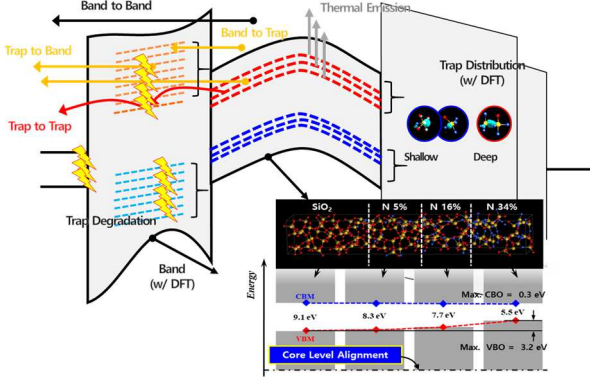 Band to Band
Thermal Emission
Band to Trap
Trap to Band
Trap Distribution
(w/ DFT)
Trap to Trap
Shallow
Deep
Trap Degradation
Band
(w/ DFT)
SiO₂
N 5%
N 16%
N 34%
Energy
CBM
Max. CBO = 0.3 eV
9.1 eV
8.3 eV
7.7 eV
5.5 eV
VBM
Max. VBO = 3.2 eV
Core Level Alignment